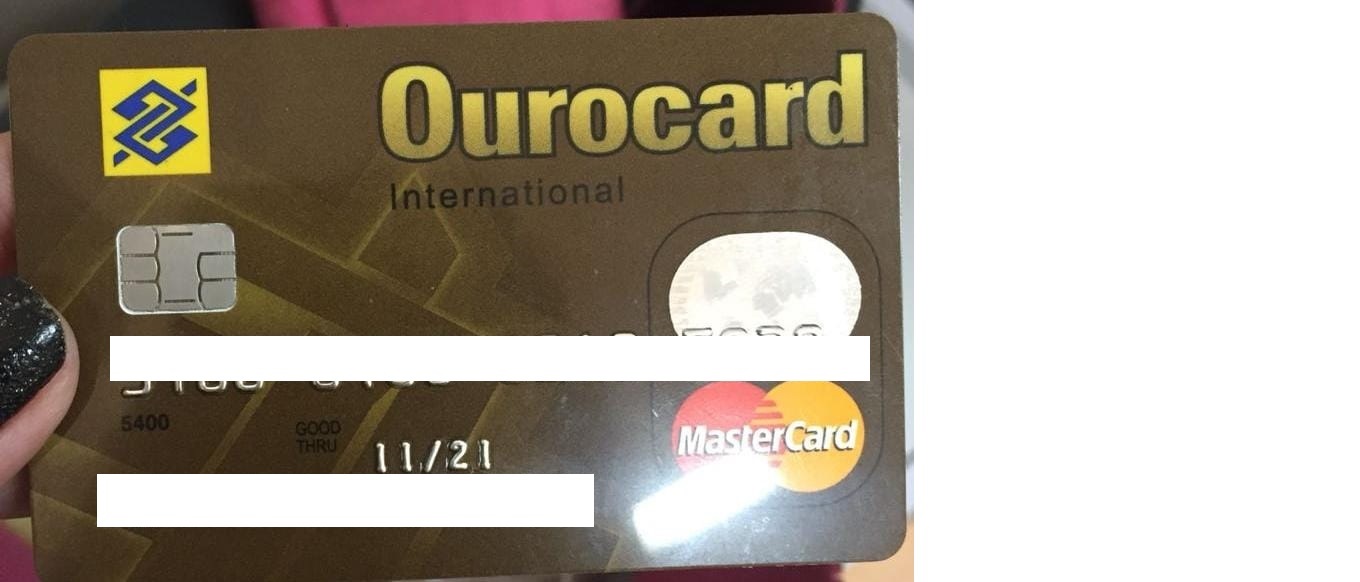 Ourocard
International
5400
GOOD
THRU
11/21
MasterCard